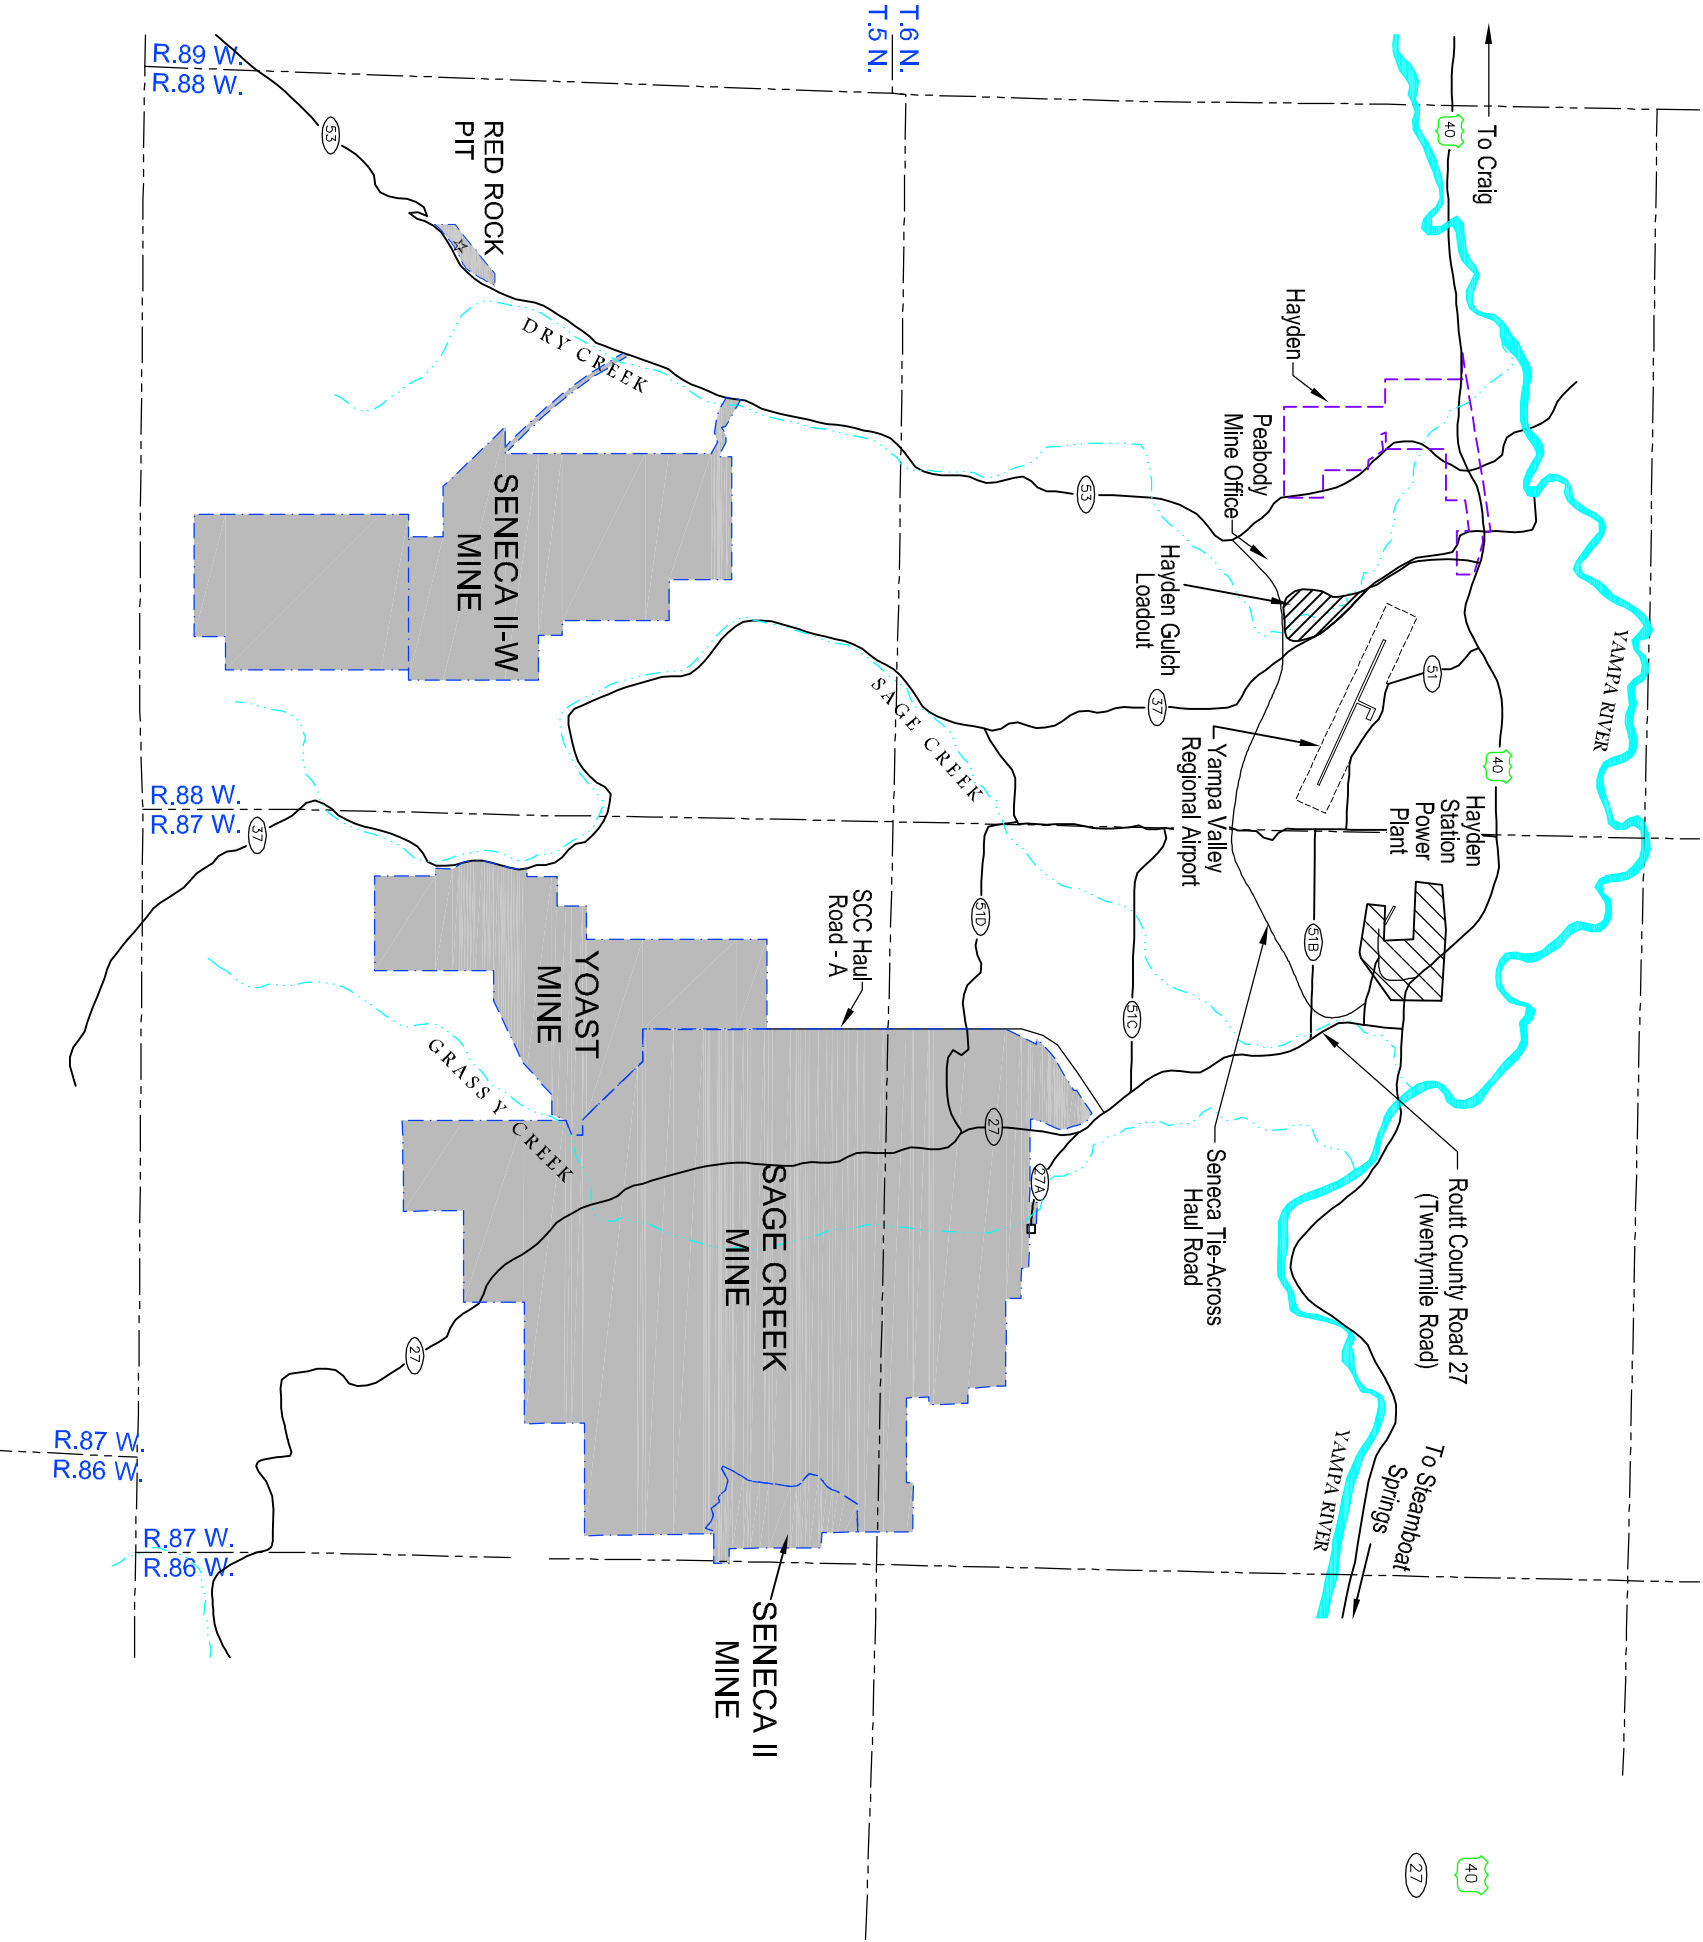 To Craig
40
T.6 N.
T.5 N.
R.89 W.
R.88 W.
53
RED ROCK
PIT
DRY CREEK
Hayden
Peabody
Mine Office
53
Hayden Gulch
Loadout
YAMPA RIVER
51
40
37
Yampa Valley
Regional Airport
SAGE CREEK
SENECA II-W
MINE
R.88 W.
R.87 W.
37
Hayden
Station
Power
Plant
51B
51D
51C
SCC Haul
Road - A
YOAST
MINE
GRASSY CREEK
27
27A
Seneca Tie-Across
Haul Road
Routt County Road 27
(Twentymile Road)
SAGE CREEK
MINE
27
YAMPA RIVER
To Steamboat
Springs
R.87 W.
R.86 W.
R.87 W.
R.86 W.
SENECA II
MINE
40
27